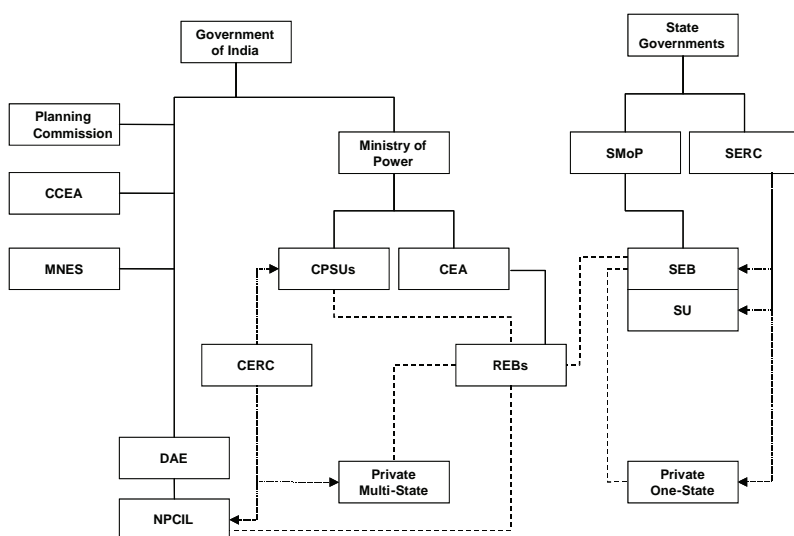 Government
of India
State
Governments
Planning
Commission
Ministry of
Power
SMoP
SERC
CCEA
MNES
CPSUs
CEA
SEB
SU
CERC
REBs
DAE
Private
Multi-State
Private
One-State
NPCIL